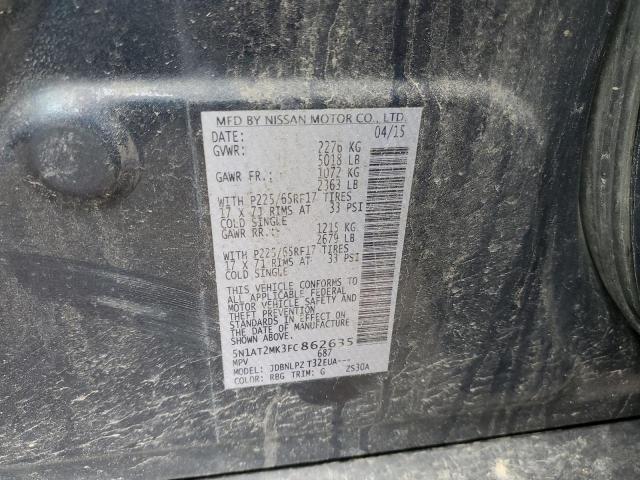 MFD BY NISSAN MOTOR CO., LTD.
DATE: 04/15
GVWR: 2276 KG
5018 LB
GAWR FR.: 1072 KG
2363 LB
WITH P225/65RF17 TIRES
17 X 7J RIMS AT 33 PSI
COLD SINGLE
GAWR RR.: 1215 KG
2679 LB
WITH P225/65RF17 TIRES
17 X 7J RIMS AT 33 PSI
COLD SINGLE
THIS VEHICLE CONFORMS TO
ALL APPLICABLE FEDERAL
MOTOR VEHICLE SAFETY AND
THEFT PREVENTION
STANDARDS IN EFFECT
ON THE DATE OF MANUFACTURE
SHOWN ABOVE.
5N1AT2MK3FC862635
MPV 687
MODEL: JDBNLPZ T32EUA---
COLOR: RBG TRIM: G ZS30A